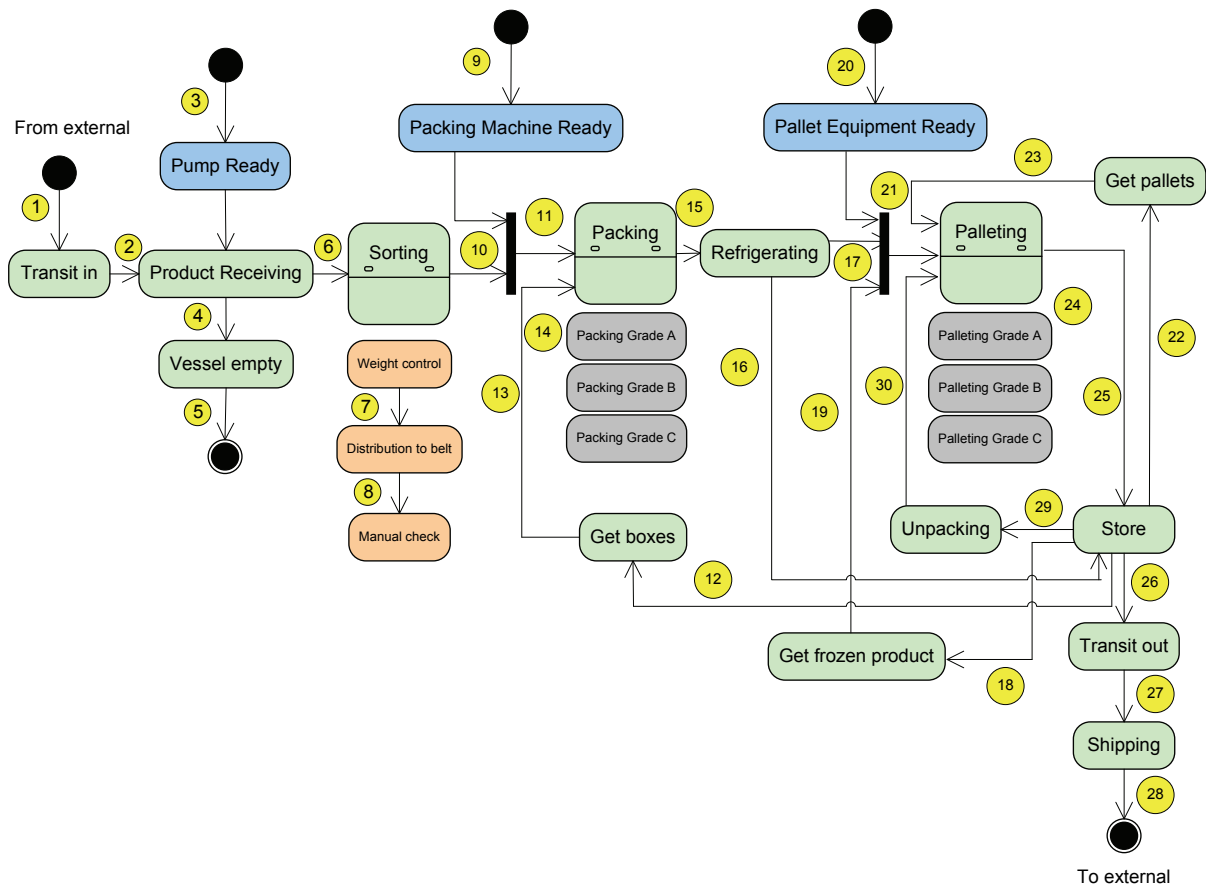 9
20
3
From external
Packing Machine Ready
Pallet Equipment Ready
23
Pump Ready
Get pallets
1
11
15
21
2
6
Sorting
10
Packing
Refrigerating
17
Palleting
Transit in
Product Receiving
4
14
Packing Grade A
16
24
Palleting Grade A
22
Vessel empty
Weight control
13
Packing Grade B
19
30
Palleting Grade B
25
5
7
Distribution to belt
Packing Grade C
Palleting Grade C
8
Manual check
Get boxes
Unpacking
29
Store
12
26
Get frozen product
18
Transit out
27
Shipping
28
To external